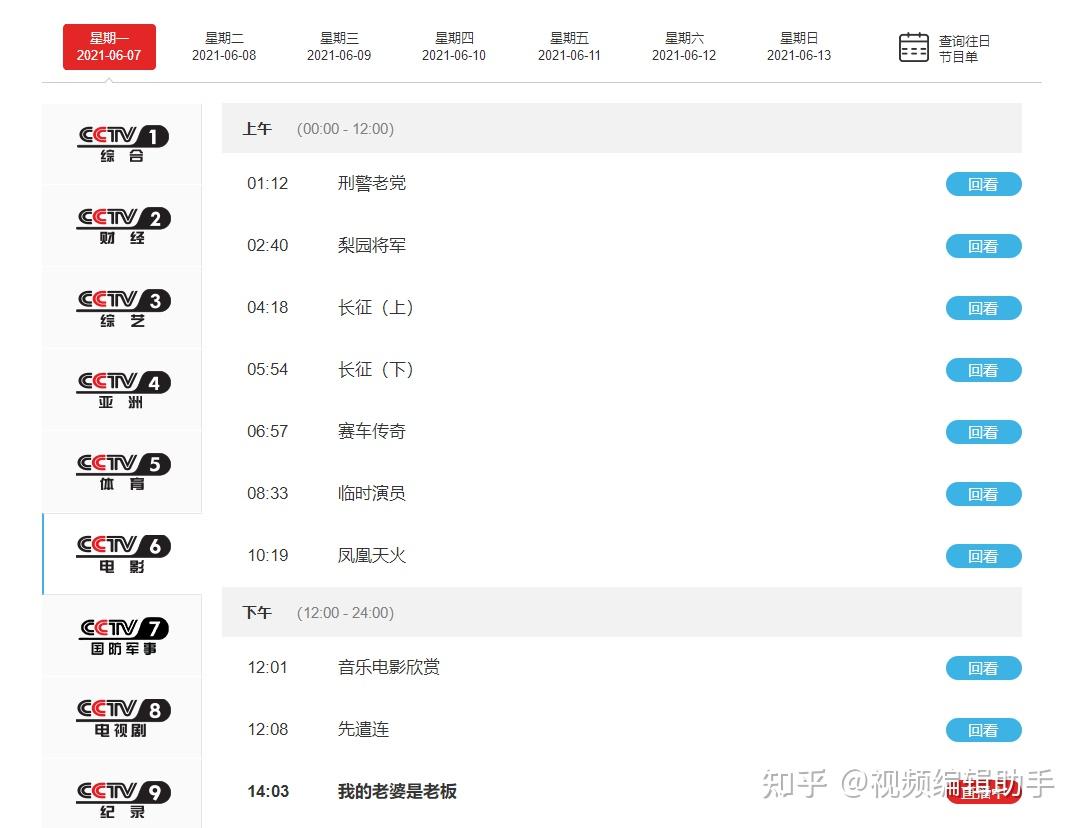 星期一
2021-06-07
星期二
2021-06-08
星期三
2021-06-09
星期四
2021-06-10
星期五
2021-06-11
星期六
2021-06-12
星期日
2021-06-13
查询往日
节目单
CCTV 1
综 合
CCTV 2
财 经
CCTV 3
综 艺
CCTV 4
亚 洲
CCTV 5
体 育
CCTV 6
电 影
CCTV 7
国防军事
CCTV 8
电视剧
CCTV 9
纪 录
上午 (00:00 - 12:00)
01:12 刑警老党 回看
02:40 梨园将军 回看
04:18 长征（上） 回看
05:54 长征（下） 回看
06:57 赛车传奇 回看
08:33 临时演员 回看
10:19 凤凰天火 回看
下午 (12:00 - 24:00)
12:01 音乐电影欣赏 回看
12:08 先遣连 回看
14:03 我的老婆是老板 直播中
知乎 @视频编辑助手